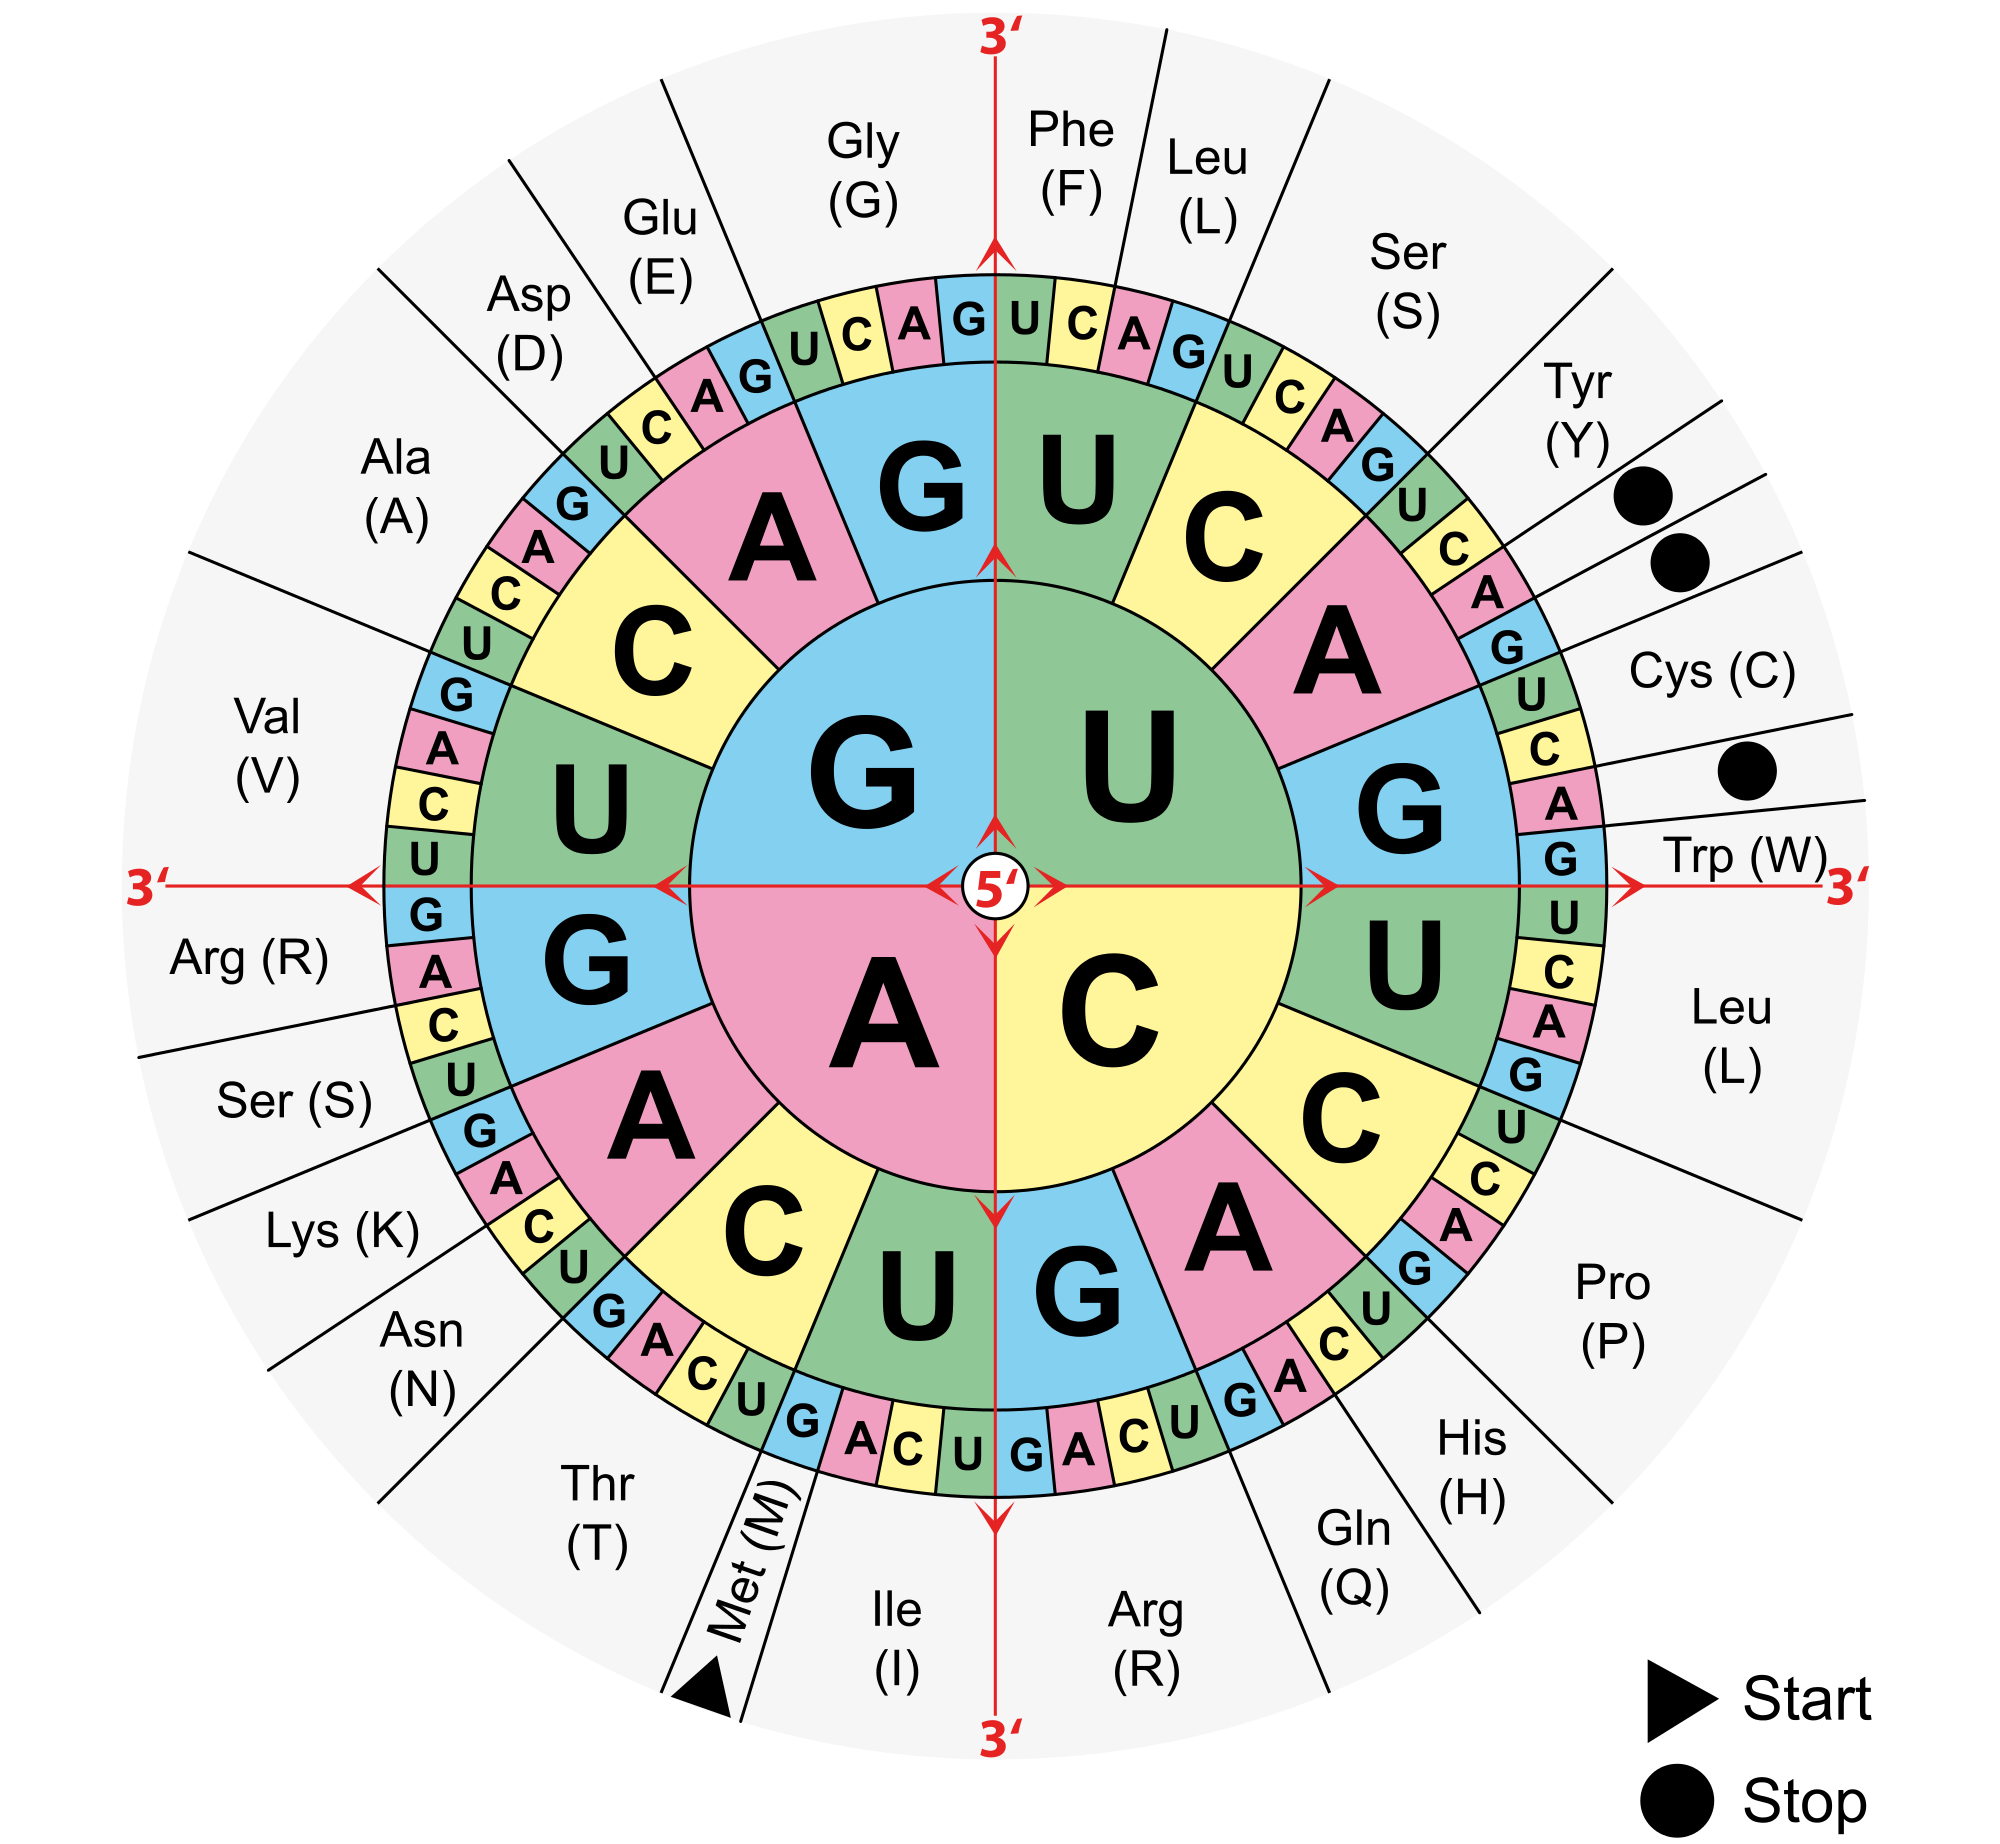 3‘
Phe
(F)
Leu
(L)
Ser
(S)
Tyr
(Y)
Cys (C)
Trp (W)
3‘
Leu
(L)
Pro
(P)
His
(H)
Gln
(Q)
Arg
(R)
3‘
Ile
(I)
Met (M)
Thr
(T)
Asn
(N)
Lys (K)
Ser (S)
Arg (R)
3‘
Val
(V)
Ala
(A)
Asp
(D)
Glu
(E)
Gly
(G)
U C A G U C A G U C A G U C A G
U C A G U C A G U C A G U C A G
G A C U G A C U G A C U G A C U
G A C U G A C U G A C U G A C U
U C A G
U C A G
U C A G
U C A G
G U
A C
5‘
Start
Stop